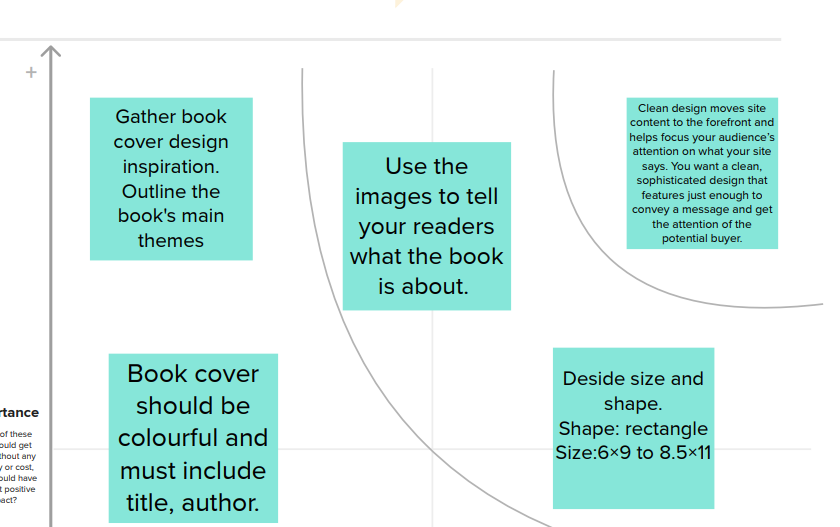 +
Gather book
cover design
inspiration.
Outline the
book's main
themes
Use the
images to tell
your readers
what the book
is about.
Clean design moves site
content to the forefront and
helps focus your audience's
attention on what your site
says. You want a clean,
sophisticated design that
features just enough to
convey a message and get
the attention of the
potential buyer.
Book cover
should be
colourful and
must include
title, author.
Deside size and
shape.
Shape: rectangle
Size:6×9 to 8.5×11
rtance
of these
ould get
thout any
y or cost,
ould have
t positive
pact?